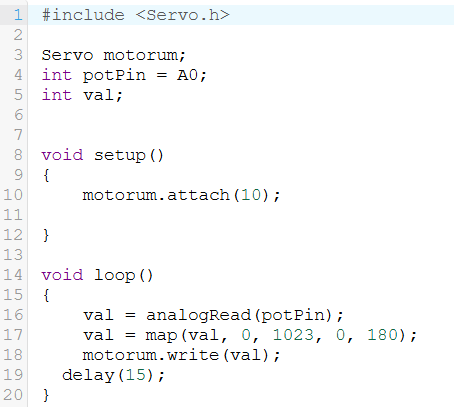 1 #include <Servo.h>
2
3 Servo motorum;
4 int potPin = A0;
5 int val;
6
7
8 void setup()
9 {
10     motorum.attach(10);
11
12 }
13
14 void loop()
15 {
16     val = analogRead(potPin);
17     val = map(val, 0, 1023, 0, 180);
18     motorum.write(val);
19   delay(15);
20 }